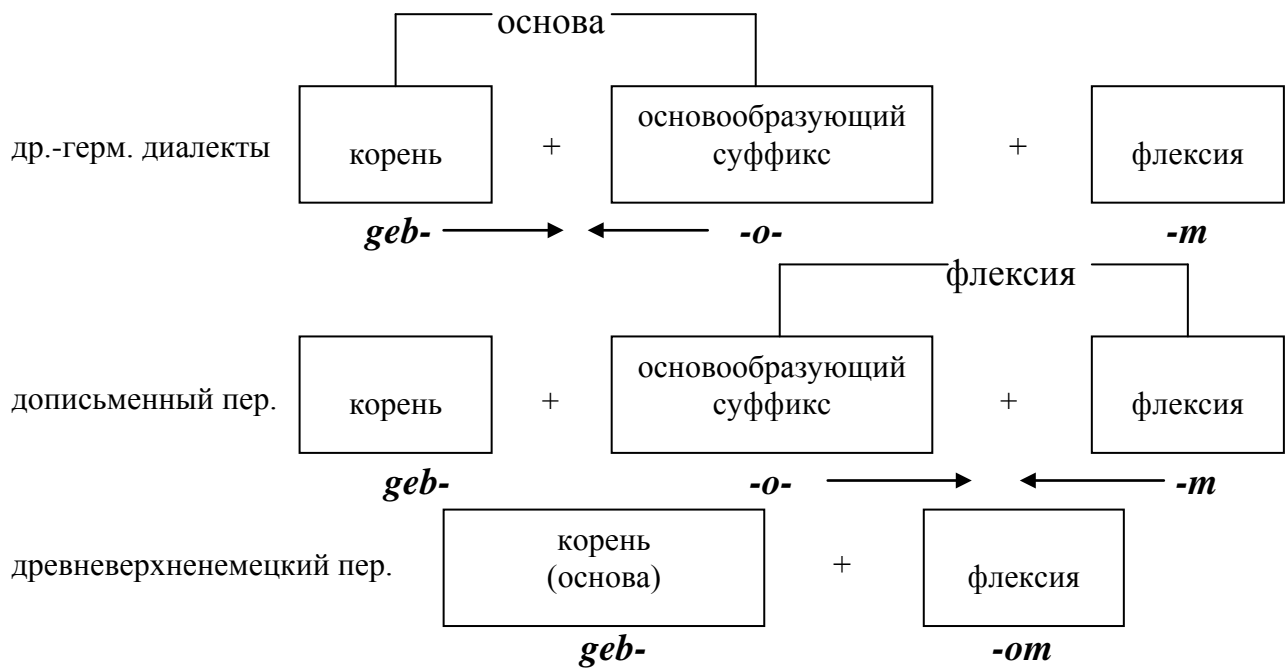 основа
др.-герм. диалекты корень + основообразующий суффикс + флексия
geb- -o- -m
флексия
дописьменный пер. корень + основообразующий суффикс + флексия
geb- -o- -m
древневерхненемецкий пер. корень (основа) + флексия
geb- -om